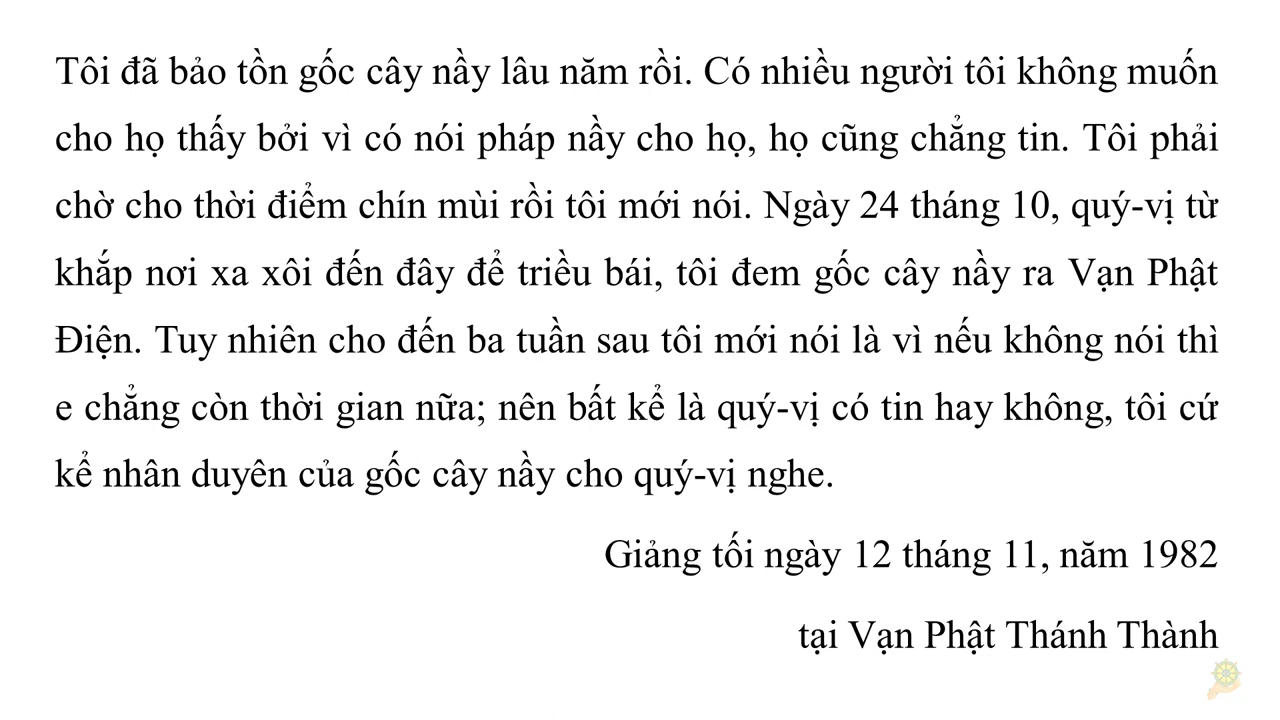 Tôi đã bảo tồn gốc cây nầy lâu năm rồi. Có nhiều người tôi không muốn
cho họ thấy bởi vì có nói pháp nầy cho họ, họ cũng chẳng tin. Tôi phải
chờ cho thời điểm chín mùi rồi tôi mới nói. Ngày 24 tháng 10, quý-vị từ
khắp nơi xa xôi đến đây để triều bái, tôi đem gốc cây nầy ra Vạn Phật
Điện. Tuy nhiên cho đến ba tuần sau tôi mới nói là vì nếu không nói thì
e chẳng còn thời gian nữa; nên bất kể là quý-vị có tin hay không, tôi cứ
kể nhân duyên của gốc cây nầy cho quý-vị nghe.
Giảng tối ngày 12 tháng 11, năm 1982
tại Vạn Phật Thánh Thành